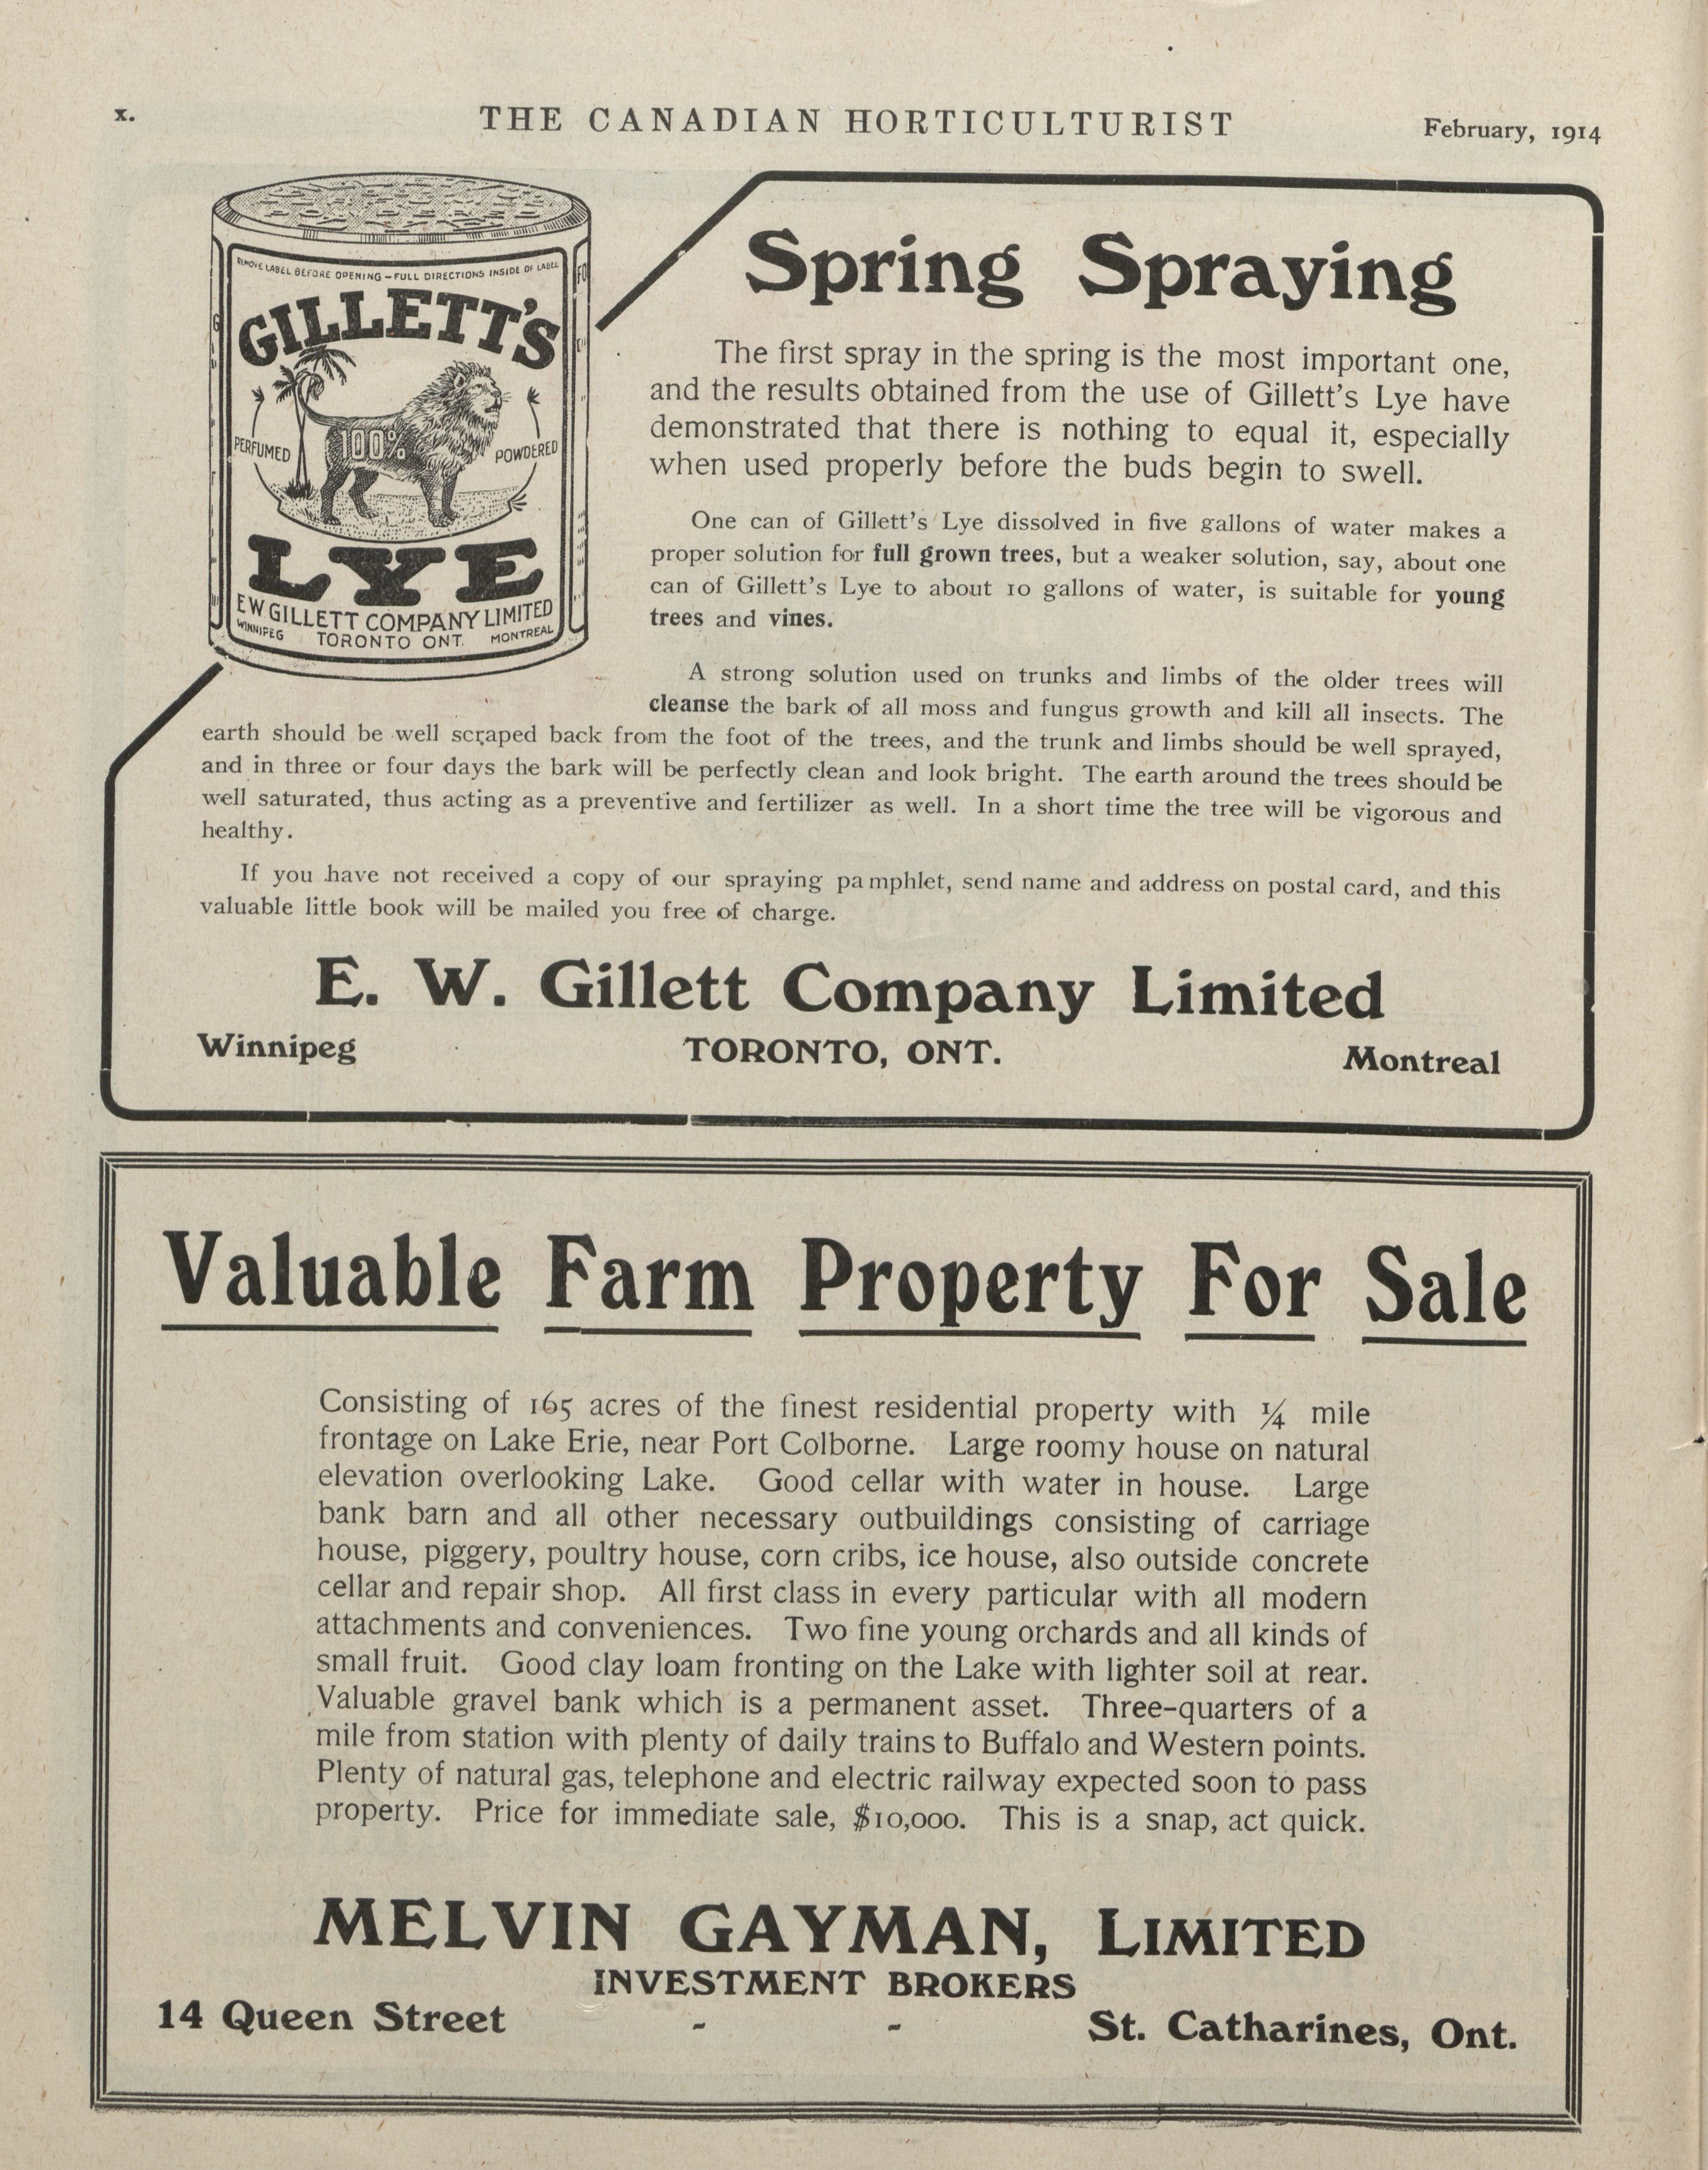 x.
THE CANADIAN HORTICULTURIST
February, 1914
REMOVE LABEL BEFORE OPENING – FULL DIRECTIONS INSIDE OF LABEL
GILLETT'S
100%
PERFUMED
POWDERED
LYE
E W GILLETT COMPANY LIMITED
WINNIPEG TORONTO ONT. MONTREAL
Spring Spraying
The first spray in the spring is the most important one,
and the results obtained from the use of Gillett's Lye have
demonstrated that there is nothing to equal it, especially
when used properly before the buds begin to swell.
One can of Gillett's Lye dissolved in five gallons of water makes a
proper solution for full grown trees, but a weaker solution, say, about one
can of Gillett's Lye to about 10 gallons of water, is suitable for young
trees and vines.
A strong solution used on trunks and limbs of the older trees will
cleanse the bark of all moss and fungus growth and kill all insects. The
earth should be well scraped back from the foot of the trees, and the trunk and limbs should be well sprayed,
and in three or four days the bark will be perfectly clean and look bright. The earth around the trees should be
well saturated, thus acting as a preventive and fertilizer as well. In a short time the tree will be vigorous and
healthy.
If you have not received a copy of our spraying pamphlet, send name and address on postal card, and this
valuable little book will be mailed you free of charge.
E. W. Gillett Company Limited
Winnipeg TORONTO, ONT. Montreal
Valuable Farm Property For Sale
Consisting of 165 acres of the finest residential property with ¼ mile
frontage on Lake Erie, near Port Colborne. Large roomy house on natural
elevation overlooking Lake. Good cellar with water in house. Large
bank barn and all other necessary outbuildings consisting of carriage
house, piggery, poultry house, corn cribs, ice house, also outside concrete
cellar and repair shop. All first class in every particular with all modern
attachments and conveniences. Two fine young orchards and all kinds of
small fruit. Good clay loam fronting on the Lake with lighter soil at rear.
Valuable gravel bank which is a permanent asset. Three-quarters of a
mile from station with plenty of daily trains to Buffalo and Western points.
Plenty of natural gas, telephone and electric railway expected soon to pass
property. Price for immediate sale, $10,000. This is a snap, act quick.
MELVIN GAYMAN, LIMITED
INVESTMENT BROKERS
14 Queen Street - - St. Catharines, Ont.